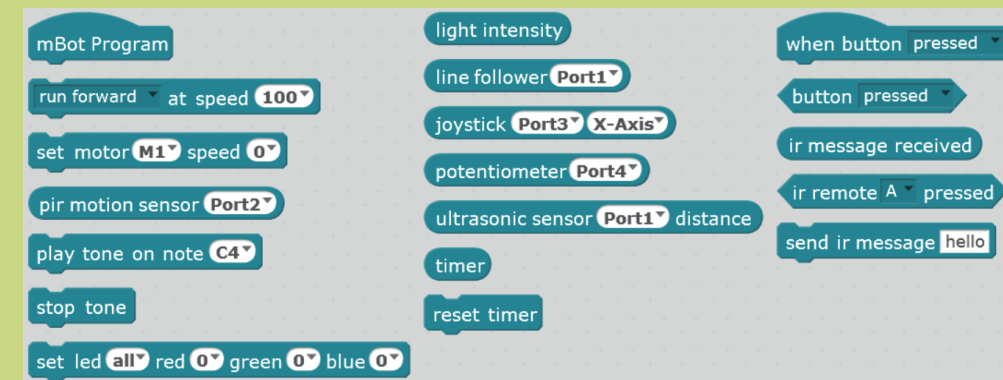 mBot Program
run forward at speed 100
set motor M1 speed 0
pir motion sensor Port2
play tone on note C4
stop tone
set led all red 0 green 0 blue 0
light intensity
line follower Port1
joystick Port3 X-Axis
potentiometer Port4
ultrasonic sensor Port1 distance
timer
reset timer
when button pressed
button pressed
ir message received
ir remote A pressed
send ir message hello